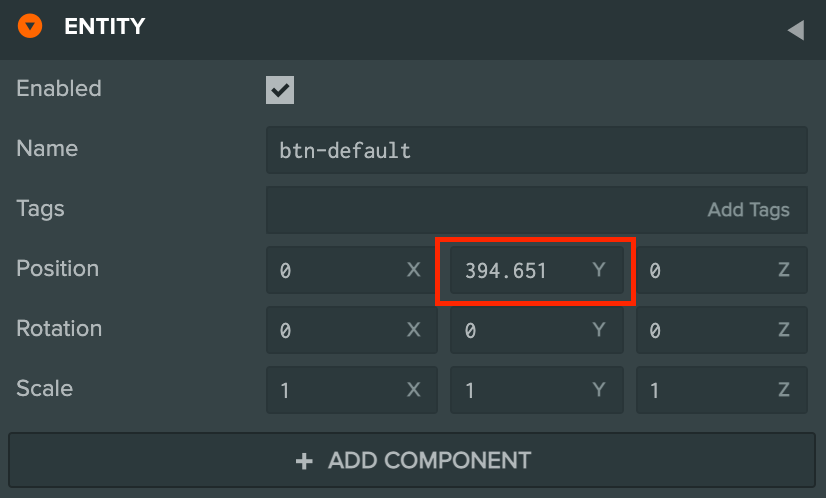 ENTITY
Enabled
Name btn-default
Tags Add Tags
Position 0 X 394.651 Y 0 Z
Rotation 0 X 0 Y 0 Z
Scale 1 X 1 Y 1 Z
+ ADD COMPONENT